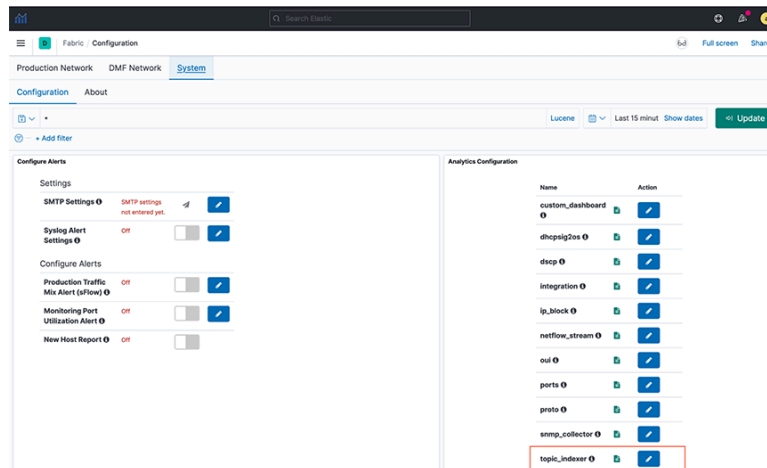 Search Elastic
D Fabric / Configuration Full screen Share
Production Network DMF Network System
Configuration About
* Lucene Last 15 minut Show dates Update
+ Add filter
Configure Alerts
Settings
SMTP Settings SMTP settings
not entered yet.
Syslog Alert Off
Settings
Configure Alerts
Production Traffic Off
Mix Alert (sFlow)
Monitoring Port Off
Utilization Alert
New Host Report Off
Analytics Configuration
Name Action
custom_dashboard
dhcpsig2os
dscp
integration
ip_block
netflow_stream
oui
ports
proto
snmp_collector
topic_indexer